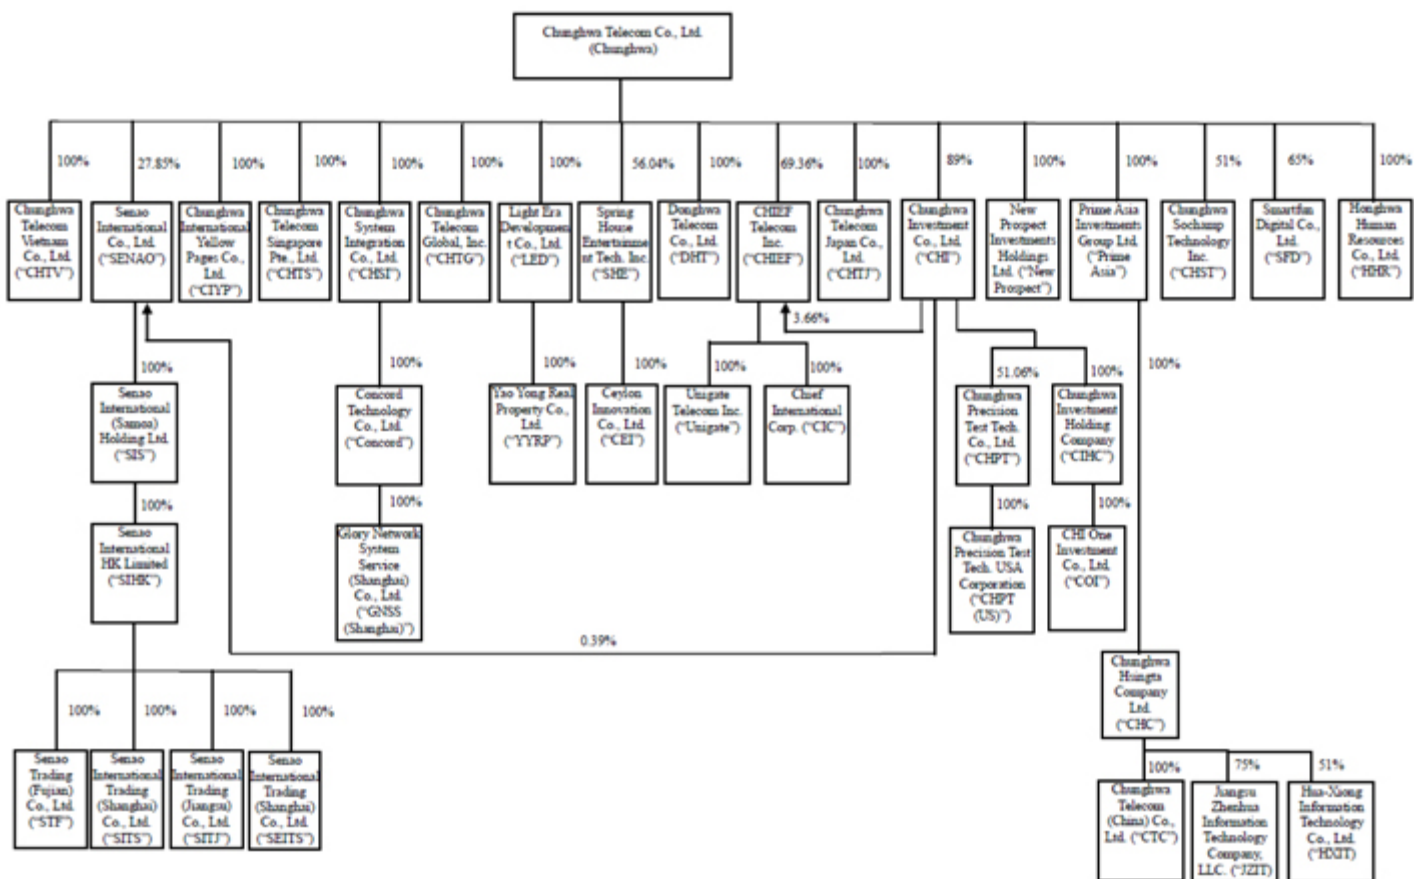 Chunghwa Telecom Co., Ltd.
(Chunghwa)
100%
27.85%
100%
100%
100%
100%
100%
56.04%
100%
69.36%
100%
89%
100%
100%
51%
65%
100%
Chunghwa
Telecom
Vietnam
Co., Ltd.
("CHTV")
Senao
International
Co., Ltd.
("SENAO")
Chunghwa
International
Yellow
Pages Co.,
Ltd.
("CIYP")
Chunghwa
Telecom
Singapore
Pte., Ltd.
("CHTS")
Chunghwa
System
Integration
Co., Ltd.
("CHSI")
Chunghwa
Telecom
Global, Inc.
("CHTG")
Light Era
Developmen
t Co., Ltd.
("LED")
Spring
House
Entertainme
nt Tech. Inc.
("SHE")
Donghwa
Telecom
Co., Ltd.
("DHT")
CHIEF
Telecom
Inc.
("CHIEF")
Chunghwa
Telecom
Japan Co.,
Ltd.
("CHTJ")
Chunghwa
Investment
Co., Ltd.
("CHI")
New
Prospect
Investments
Holdings
Ltd. ("New
Prospect")
Prime Asia
Investments
Group Ltd.
("Prime
Asia")
Chunghwa
Sochamp
Technology
Inc.
("CHST")
Smartfun
Digital Co.,
Ltd.
("SFD")
Honghwa
Human
Resources
Co., Ltd.
("HHR")
3.66%
100%
100%
100%
100%
100%
100%
51.06%
100%
100%
Senao
International
(Samoa)
Holding Ltd.
("SIS")
Concord
Technology
Co., Ltd.
("Concord")
Yao Yong Real
Property Co.,
Ltd.
("YYRP")
Ceylon
Innovation
Co., Ltd.
("CEI")
Unigate
Telecom Inc.
("Unigate")
Chief
International
Corp. ("CIC")
Chunghwa
Precision
Test Tech.
Co., Ltd.
("CHPT")
Chunghwa
Investment
Holding
Company
("CIHC")
100%
100%
100%
100%
Senao
International
HK Limited
("SIHK")
Glory Network
System
Service
(Shanghai)
Co., Ltd.
("GNSS
(Shanghai)")
Chunghwa
Precision Test
Tech. USA
Corporation
("CHPT
(US)")
CHI One
Investment
Co., Ltd.
("COI")
0.39%
Chunghwa
Hsingta
Company
Ltd.
("CHC")
100%
100%
100%
100%
100%
75%
51%
Senao
Trading
(Fujian)
Co., Ltd.
("STF")
Senao
International
Trading
(Shanghai)
Co., Ltd.
("SITS")
Senao
International
Trading
(Jiangsu)
Co., Ltd.
("SITJ")
Senao
International
Trading
(Shanghai)
Co., Ltd.
("SEITS")
Chunghwa
Telecom
(China) Co.,
Ltd. ("CTC")
Jiangsu
Zhenhua
Information
Technology
Company,
LLC. ("JZIT)
Hua-Xiong
Information
Technology
Co., Ltd.
("HXIT)